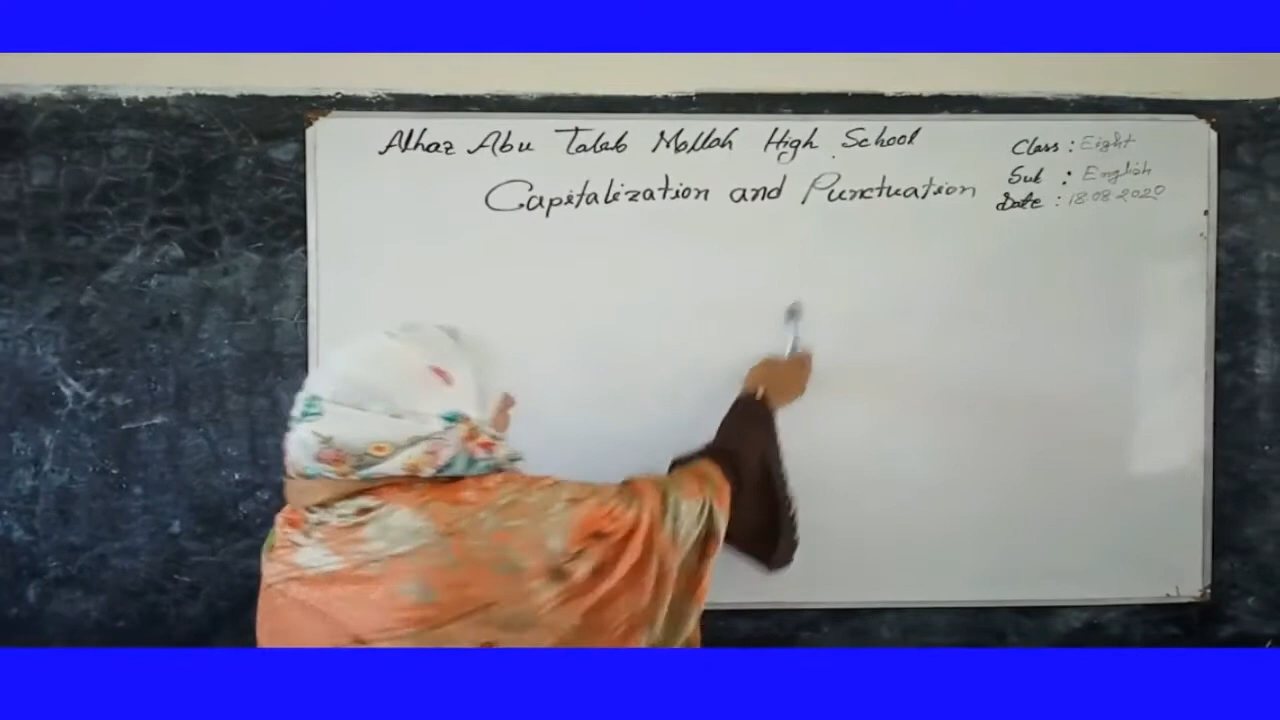 Alhaz Abu Taleb Mollah High School
Capitalization and Punctuation
Class : Eight
Sub : English
Date : 18.08.2020